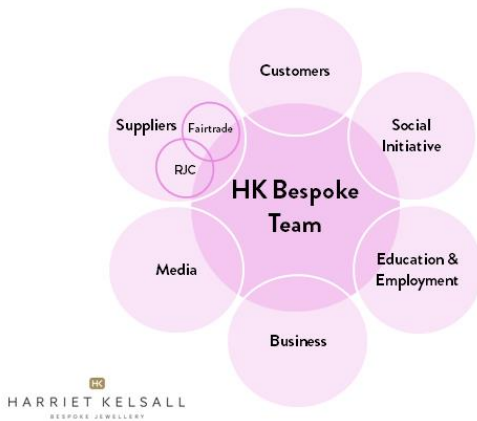 Customers
Suppliers
Fairtrade
RJC
Social
Initiative
HK Bespoke
Team
Media
Education &
Employment
Business
HK
HARRIET KELSALL
BESPOKE JEWELLERY